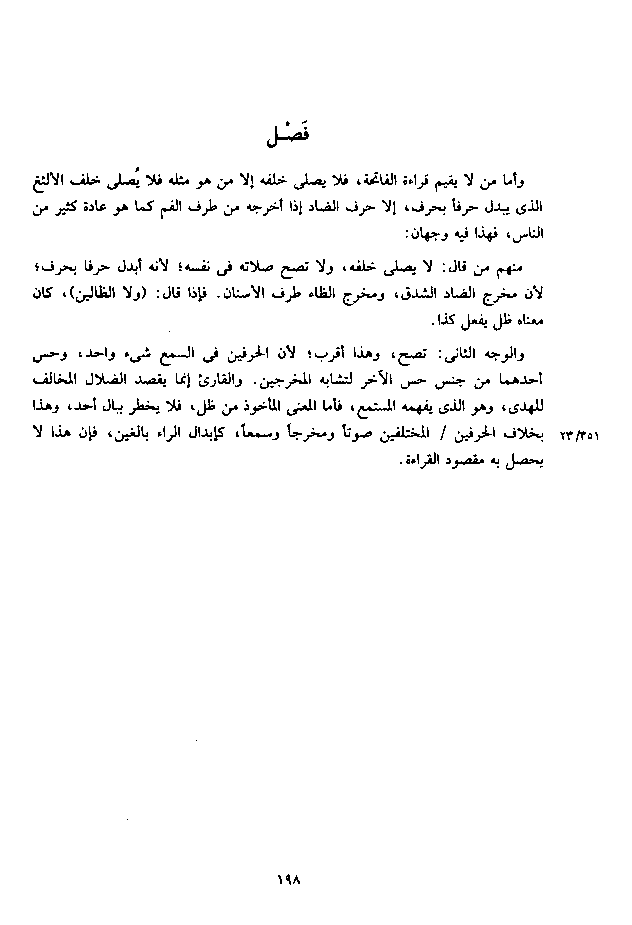 فَصْل
وأما من لا يقيم قراءة الفاتحة، فلا يصلى خلفه إلا من هو مثله فلا يُصلى خلف الألثغ
الذى يبدل حرفاً بحرف، إلا حرف الضاد إذا أخرجه من طرف الفم كما هو عادة كثير من
الناس، فهذا فيه وجهان:
منهم من قال: لا يصلى خلفه، ولا تصح صلاته فى نفسه؛ لأنه أبدل حرفا بحرف؛
لأن مخرج الضاد الشدق، ومخرج الظاء طرف الأسنان. فإذا قال: (ولا الظالين)، كان
معناه ظل يفعل كذا.
والوجه الثانى: تصح، وهذا أقرب؛ لأن الحرفين فى السمع شىء واحد، وحس
أحدهما من جنس حس الآخر لتشابه المخرجين. والقارئ إنما يقصد الضلال المخالف
للهدى، وهو الذى يفهمه المستمع، فأما المعنى المأخوذ من ظل، فلا يخطر ببال أحد، وهذا
٢٣/٣٥١ بخلاف الحرفين / المختلفين صوتاً ومخرجاً وسمعاً، كإبدال الراء بالغين، فإن هذا لا
يحصل به مقصود القراءة.
١٩٨